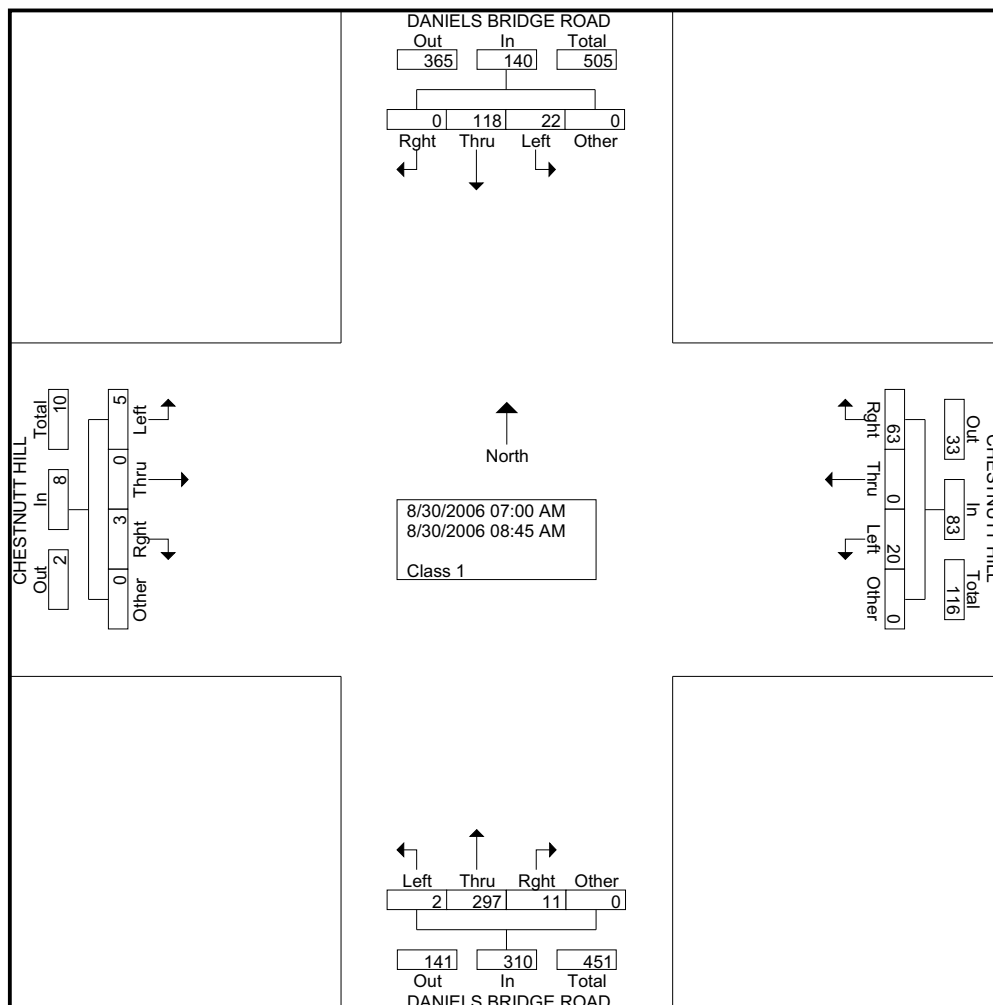 DANIELS BRIDGE ROAD
Out In Total
365 140 505
0 118 22 0
Rght Thru Left Other
CHESTNUTT HILL
Total In Out
10 8 2
5 0 3 0
Left Thru Rght Other
North
8/30/2006 07:00 AM
8/30/2006 08:45 AM
Class 1
Rght Thru Left Other
63 0 20 0
33 83 116
Out In Total
CHESTNUTT HILL
Left Thru Rght Other
2 297 11 0
141 310 451
Out In Total
DANIELS BRIDGE ROAD